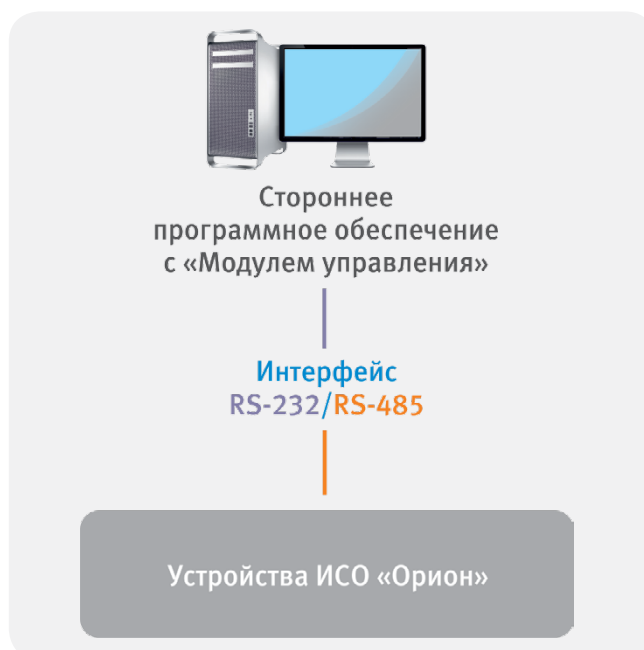 Стороннее
программное обеспечение
с «Модулем управления»
Интерфейс
RS-232/RS-485
Устройства ИСО «Орион»